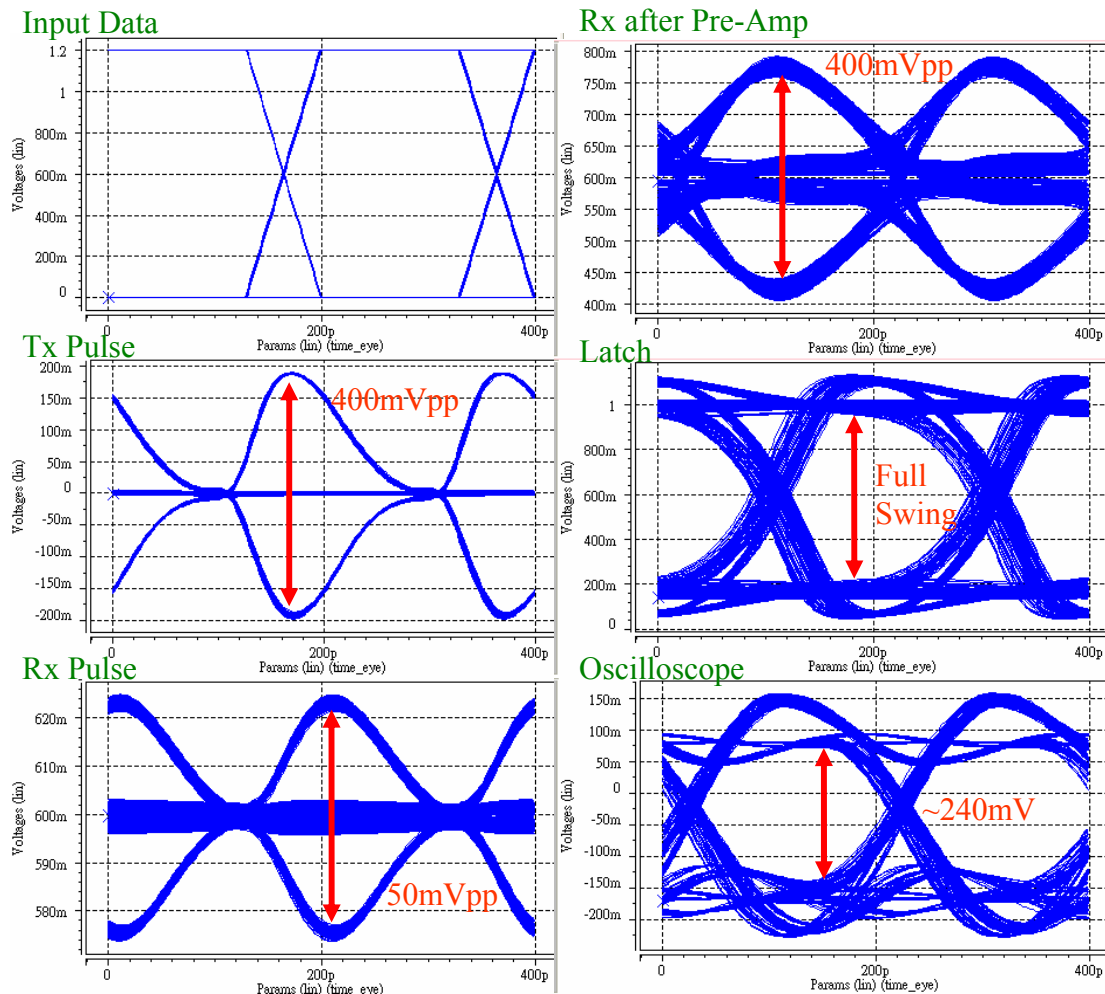 Input Data
Voltages (lin)
1.2
1
800m
600m
400m
200m
0
0
200p
400p
Params (lin) (time_eye)
Rx after Pre-Amp
Voltages (lin)
800m
750m
700m
650m
600m
550m
500m
450m
400m
400mVpp
0
200p
400p
Params (lin) (time_eye)
Tx Pulse
Voltages (lin)
200m
150m
100m
50m
0
-50m
-100m
-150m
-200m
400mVpp
0
200p
400p
Params (lin) (time_eye)
Latch
Voltages (lin)
1
800m
600m
400m
200m
0
Full
Swing
0
200p
400p
Params (lin) (time_eye)
Rx Pulse
Voltages (lin)
620m
610m
600m
590m
580m
50mVpp
0
200p
400p
Params (lin) (time_eye)
Oscilloscope
Voltages (lin)
150m
100m
50m
0
-50m
-100m
-150m
-200m
~240mV
0
200p
400p
Params (lin) (time_eye)